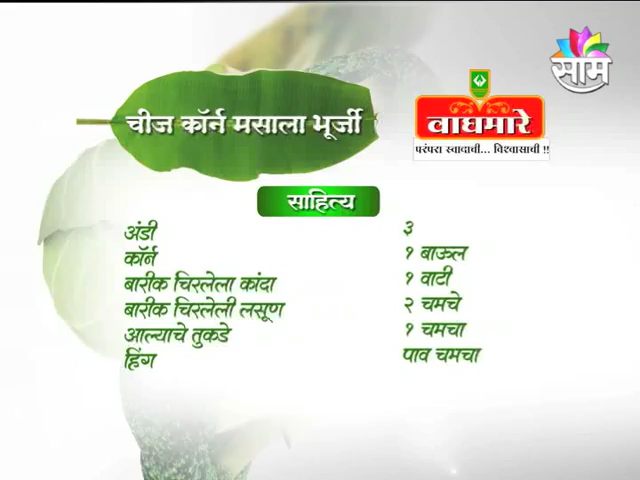 साम
चीज कॉर्न मसाला भूर्जी
वाघमारे
परंपरा स्वादाची... विश्वासाची !!
साहित्य
अंडी ३
कॉर्न १ बाऊल
बारीक चिरलेला कांदा १ वाटी
बारीक चिरलेली लसूण २ चमचे
आल्याचे तुकडे १ चमचा
हिंग पाव चमचा